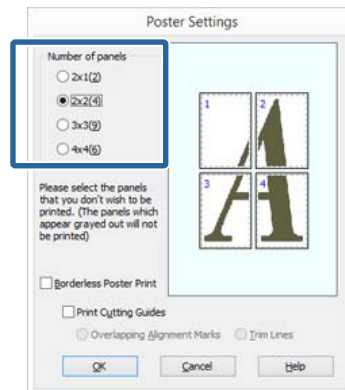 Poster Settings
Number of panels
2x1(2)
2x2(4)
3x3(9)
4x4(6)
1
2
3
4
Please select the panels
that you don't wish to be
printed. (The panels which
appear grayed out will not
be printed)
Borderless Poster Print
Print Cutting Guides
Overlapping Alignment Marks
Trim Lines
OK
Cancel
Help